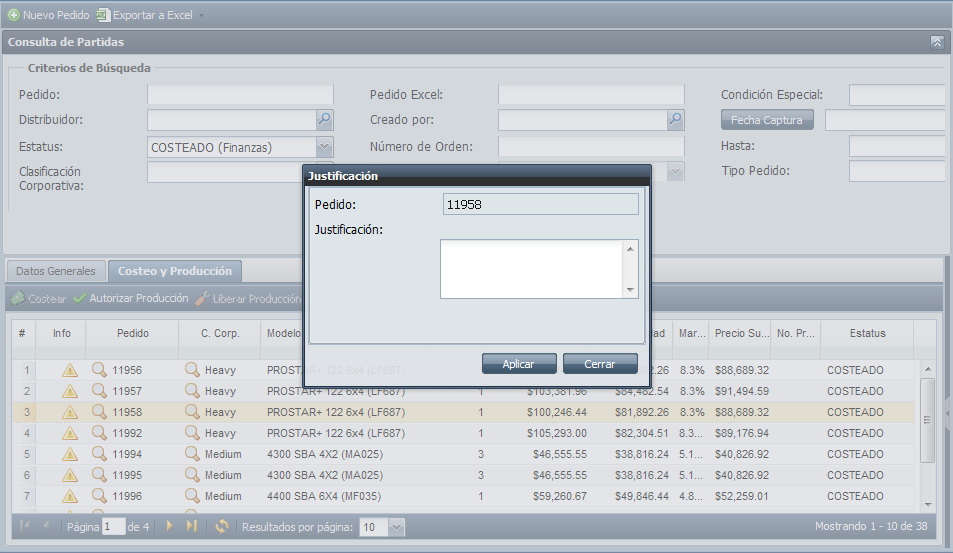 Nuevo Pedido Exportar a Excel
Consulta de Partidas
Criterios de Búsqueda
Pedido: Pedido Excel: Condición Especial:
Distribuidor: Creado por: Fecha Captura
Estatus: COSTEADO (Finanzas) Número de Orden: Hasta:
Clasificación Corporativa: Tipo Pedido:
Justificación
Pedido: 11958
Justificación:
Aplicar Cerrar
Datos Generales Costeo y Producción
Costear Autorizar Producción Liberar Producción
# Info Pedido C. Corp. Modelo Mar... Precio Su... No. Pr... Estatus
1 11956 Heavy PROSTAR+ 122 6x4 (LF687) 8.3% $88,689.32 COSTEADO
2 11957 Heavy PROSTAR+ 122 6x4 (LF687) 1 $103,381.96 $84,482.54 8.3% $91,494.59 COSTEADO
3 11958 Heavy PROSTAR+ 122 6x4 (LF687) 1 $100,246.44 $81,892.26 8.3% $88,689.32 COSTEADO
4 11992 Heavy PROSTAR+ 122 6x4 (LF687) 1 $105,293.00 $82,304.51 8.3... $89,176.94 COSTEADO
5 11994 Medium 4300 SBA 4X2 (MA025) 3 $46,555.55 $38,816.24 5.1... $40,826.92 COSTEADO
6 11995 Medium 4300 SBA 4X2 (MA025) 3 $46,555.55 $38,816.24 5.1... $40,826.92 COSTEADO
7 11996 Medium 4400 SBA 6X4 (MF035) 1 $59,260.67 $49,846.44 4.8... $52,259.01 COSTEADO
Página 1 de 4 Resultados por página: 10 Mostrando 1 - 10 de 38